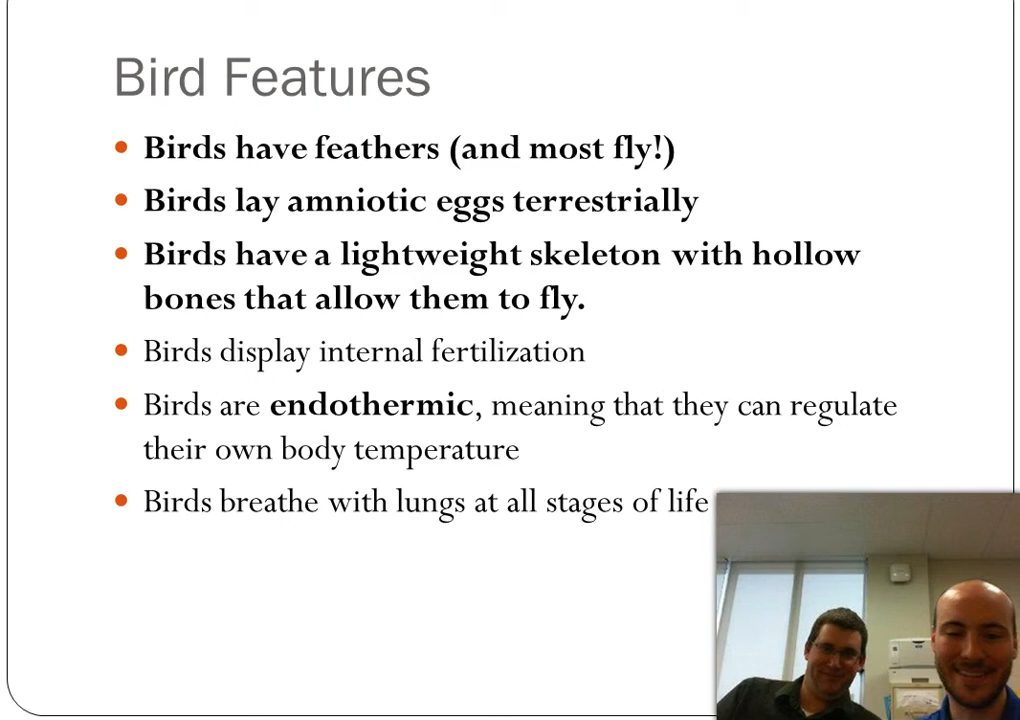 Bird Features
Birds have feathers (and most fly!)
Birds lay amniotic eggs terrestrially
Birds have a lightweight skeleton with hollow
bones that allow them to fly.
Birds display internal fertilization
Birds are endothermic, meaning that they can regulate
their own body temperature
Birds breathe with lungs at all stages of life